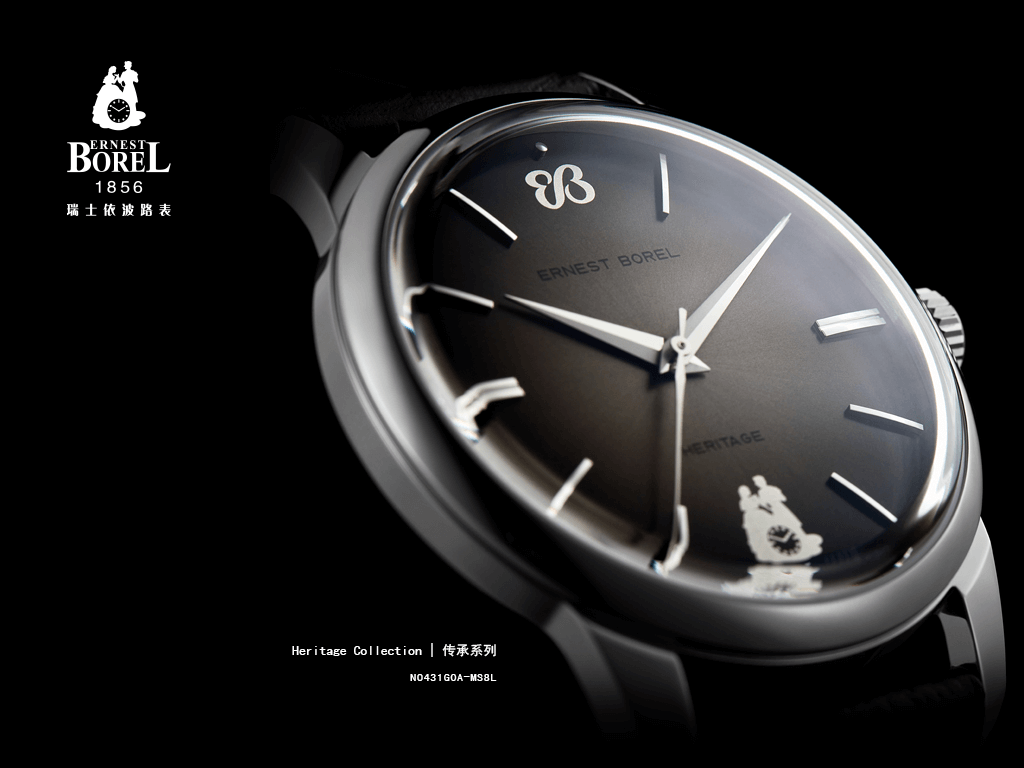 ERNEST
BOREL
1856
瑞士依波路表
B
ERNEST BOREL
HERITAGE
Heritage Collection | 传承系列
N0431G0A-MS8L